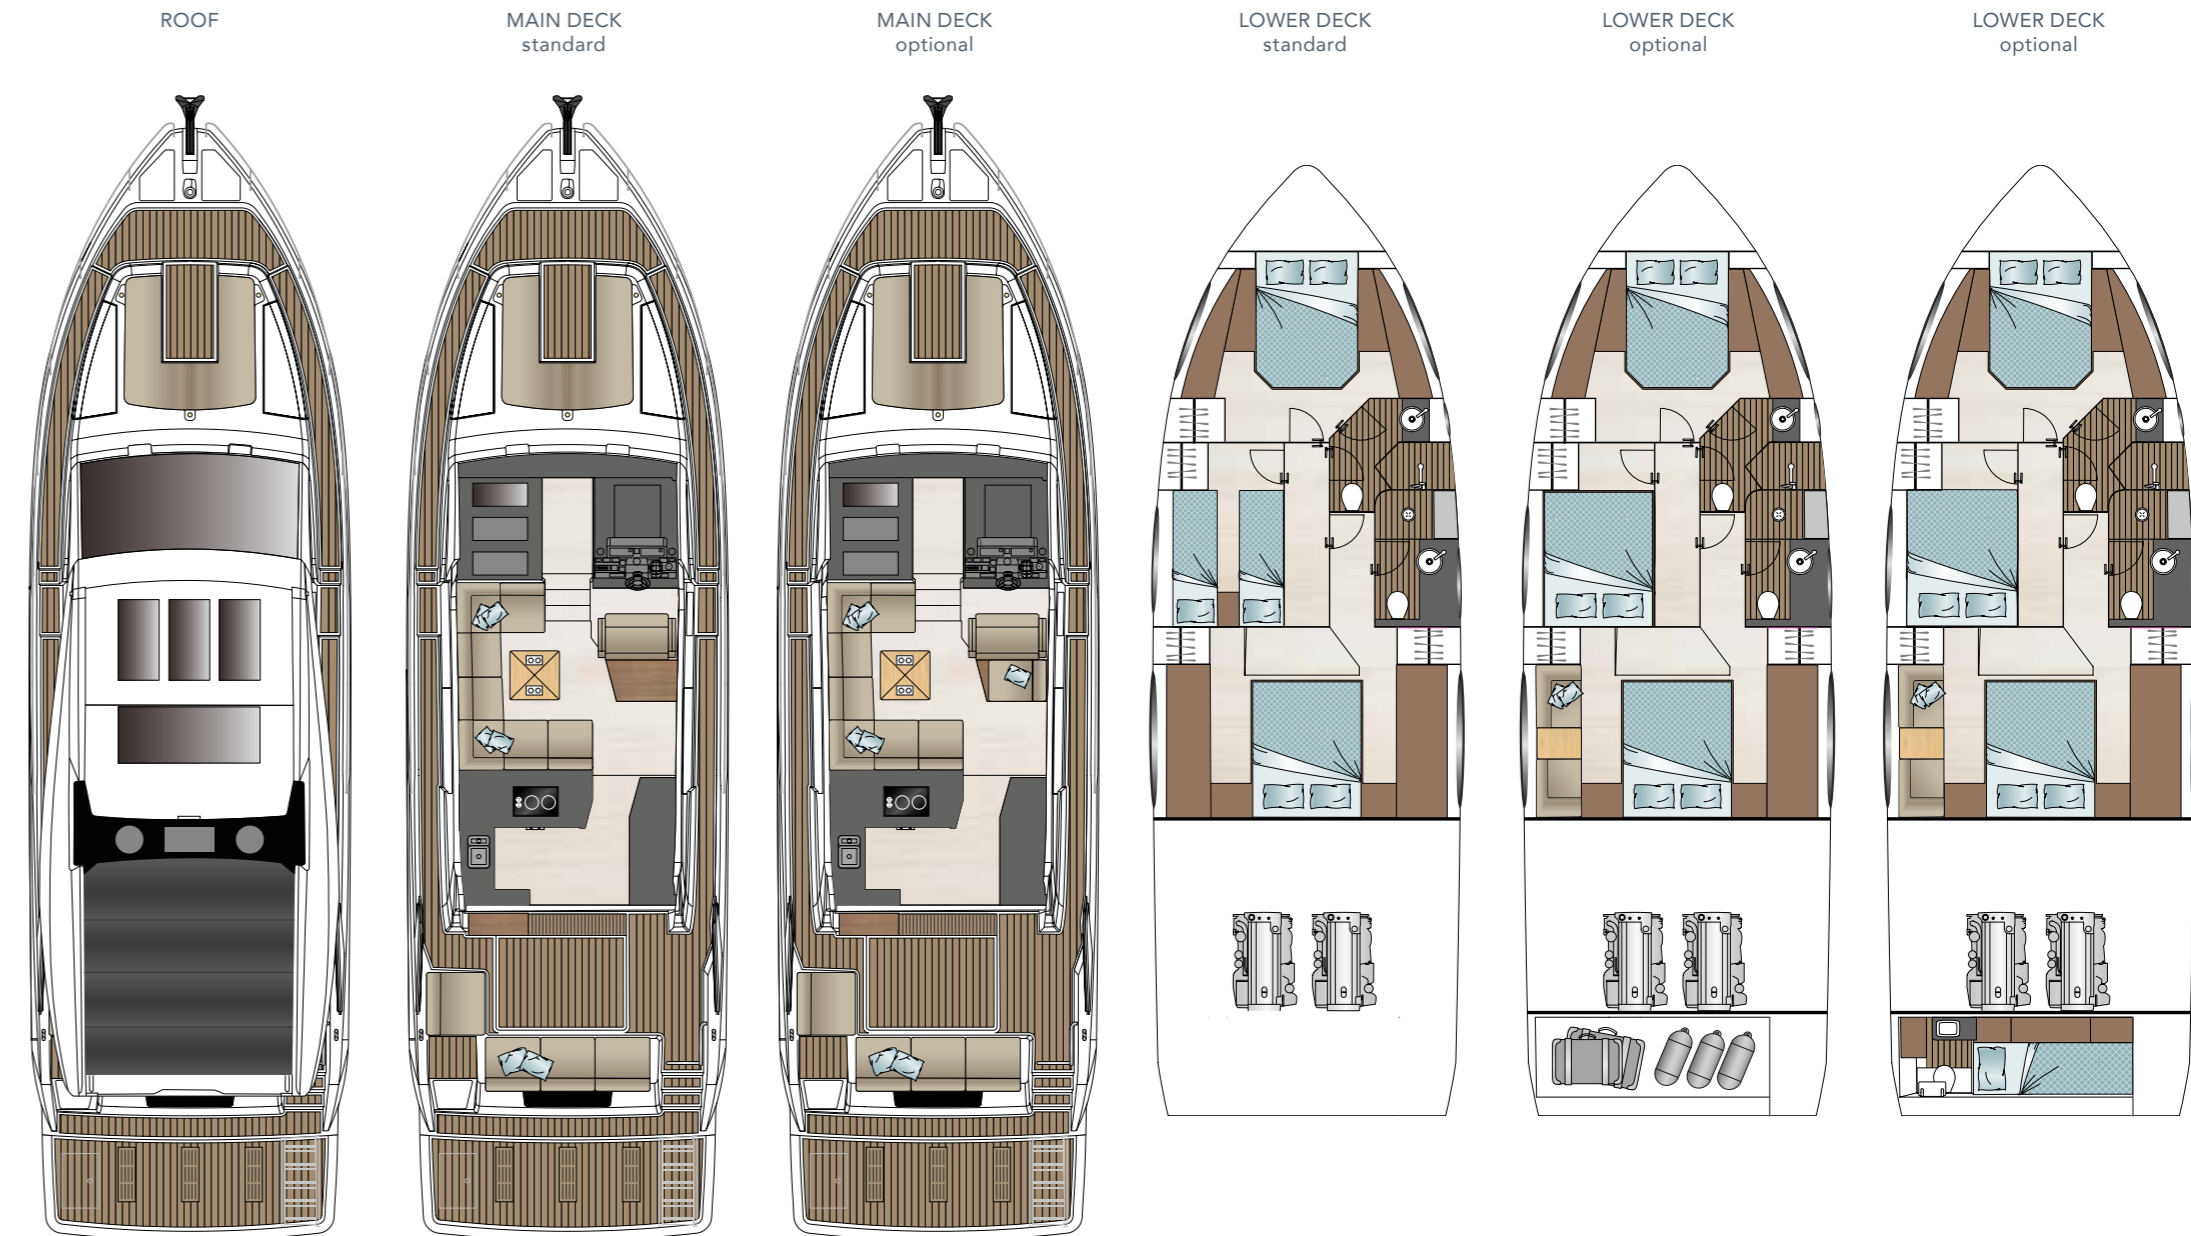 ROOF
MAIN DECK
standard
MAIN DECK
optional
LOWER DECK
standard
LOWER DECK
optional
LOWER DECK
optional